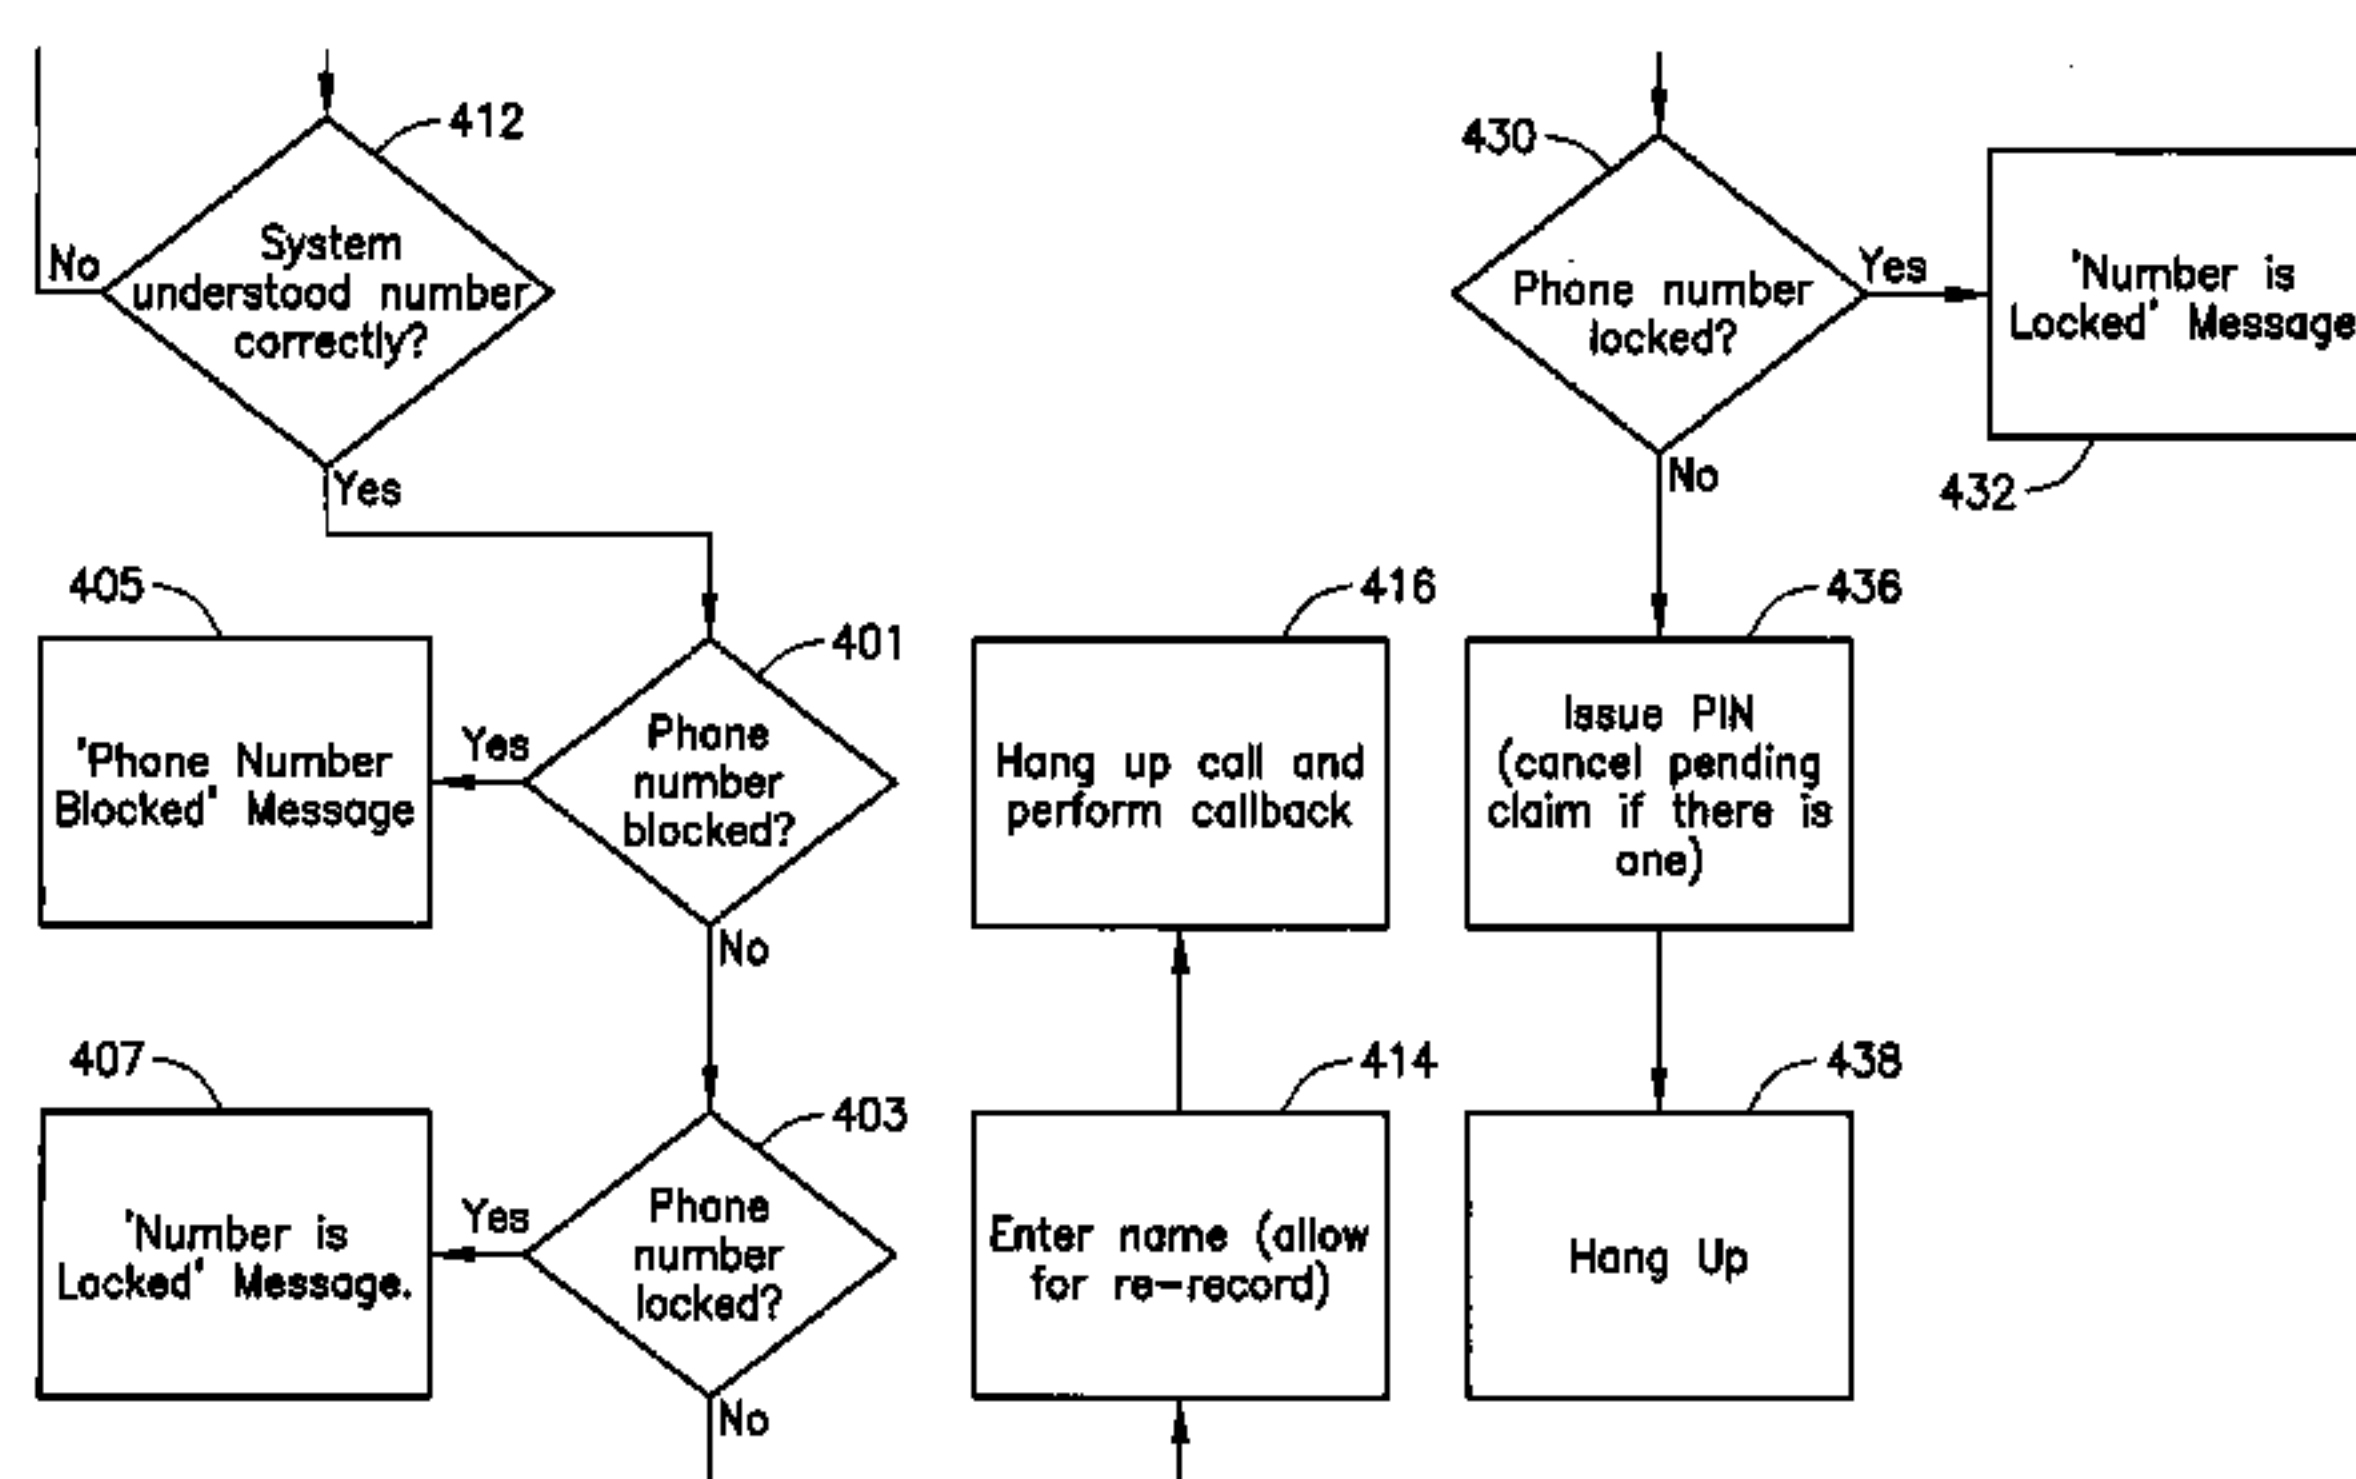 412
System
understood number
correctly?
No
Yes
405
'Phone Number
Blocked' Message
Yes
401
Phone
number
blocked?
No
407
'Number is
Locked' Message.
Yes
403
Phone
number
locked?
No
416
Hang up call and
perform callback
414
Enter name (allow
for re-record)
430
Phone number
locked?
Yes
'Number is
Locked' Message
432
No
436
Issue PIN
(cancel pending
claim if there is
one)
438
Hang Up